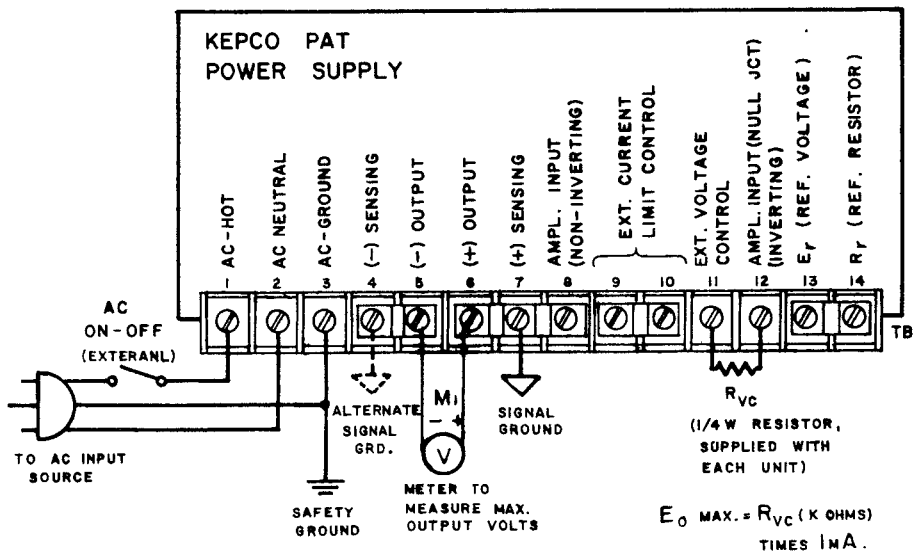 KEPCO PAT
POWER SUPPLY
AC-HOT
AC NEUTRAL
AC-GROUND
(-) SENSING
(-) OUTPUT
(+) OUTPUT
(+) SENSING
AMPL. INPUT
(NON-INVERTING)
EXT. CURRENT
LIMIT CONTROL
EXT. VOLTAGE
CONTROL
AMPL. INPUT (NULL JCT)
(INVERTING)
Er (REF. VOLTAGE)
Rr (REF. RESISTOR)
1 2 3 4 5 6 7 8 9 10 11 12 13 14
TB
AC
ON-OFF
(EXTERANL)
TO AC INPUT
SOURCE
SAFETY
GROUND
ALTERNATE
SIGNAL
GRD.
M1
- +
V
METER TO
MEASURE MAX.
OUTPUT VOLTS
SIGNAL
GROUND
RVC
(1/4 W RESISTOR,
SUPPLIED WITH
EACH UNIT)
Eo MAX. = RVC (K OHMS)
TIMES 1MA.